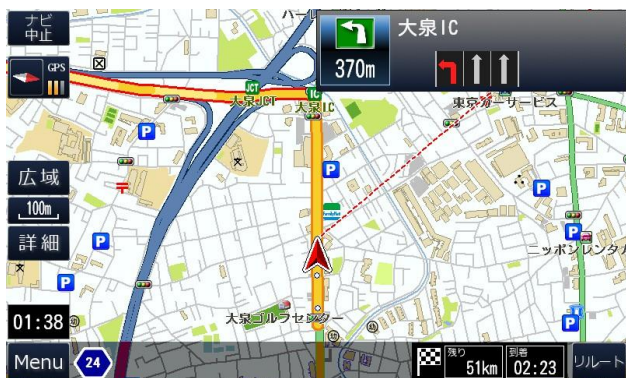 ナビ
中止
GPS
大泉IC
370m
JCT
大泉JCT
IC
大泉IC
東京ガーサービス
P
P
P
P
広域
100m
詳細
P
FamilyMart
P
ニッポンレンタカ
P
01:38
大泉ゴルフセンター
P
Menu
24
残り
51km
到着
02:23
リルート